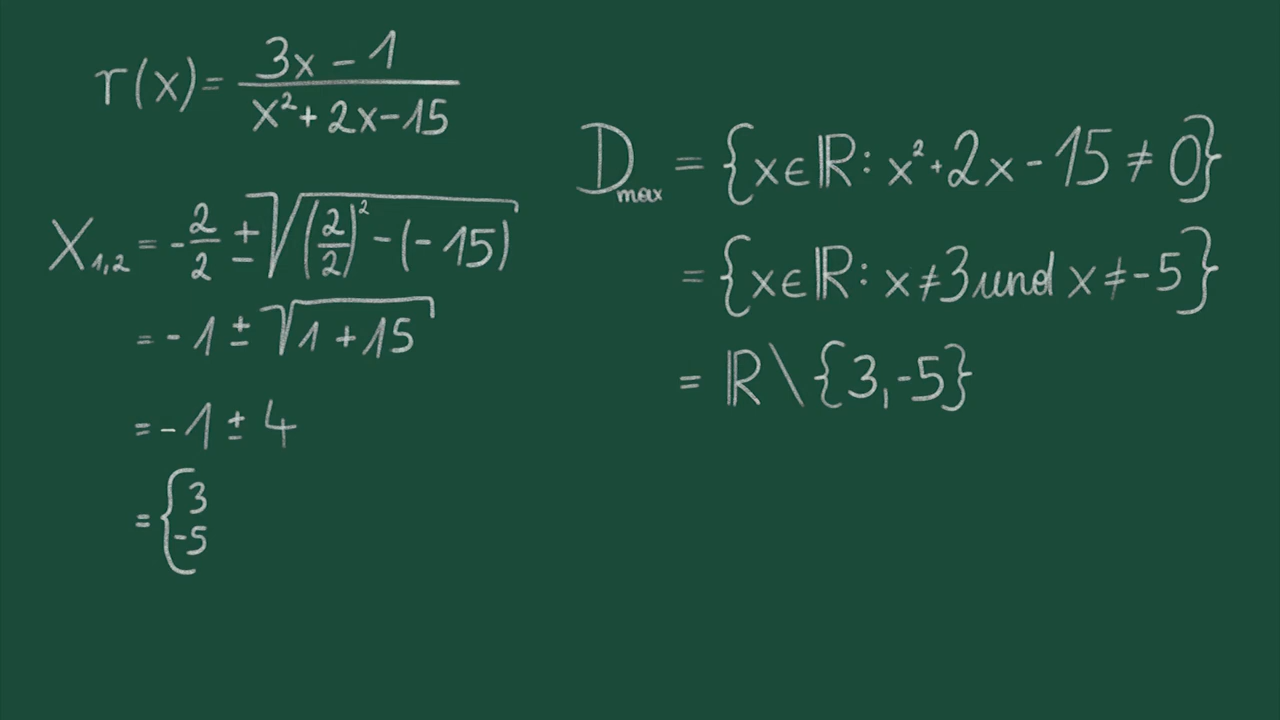 r(x) = (3x - 1)/(x² + 2x - 15)
X₁,₂ = -2/2 ± √((2/2)² - (-15))
= -1 ± √(1 + 15)
= -1 ± 4
= { 3
-5
D_max = {x ∈ ℝ: x² + 2x - 15 ≠ 0}
= {x ∈ ℝ: x ≠ 3 und x ≠ -5}
= ℝ \ {3, -5}